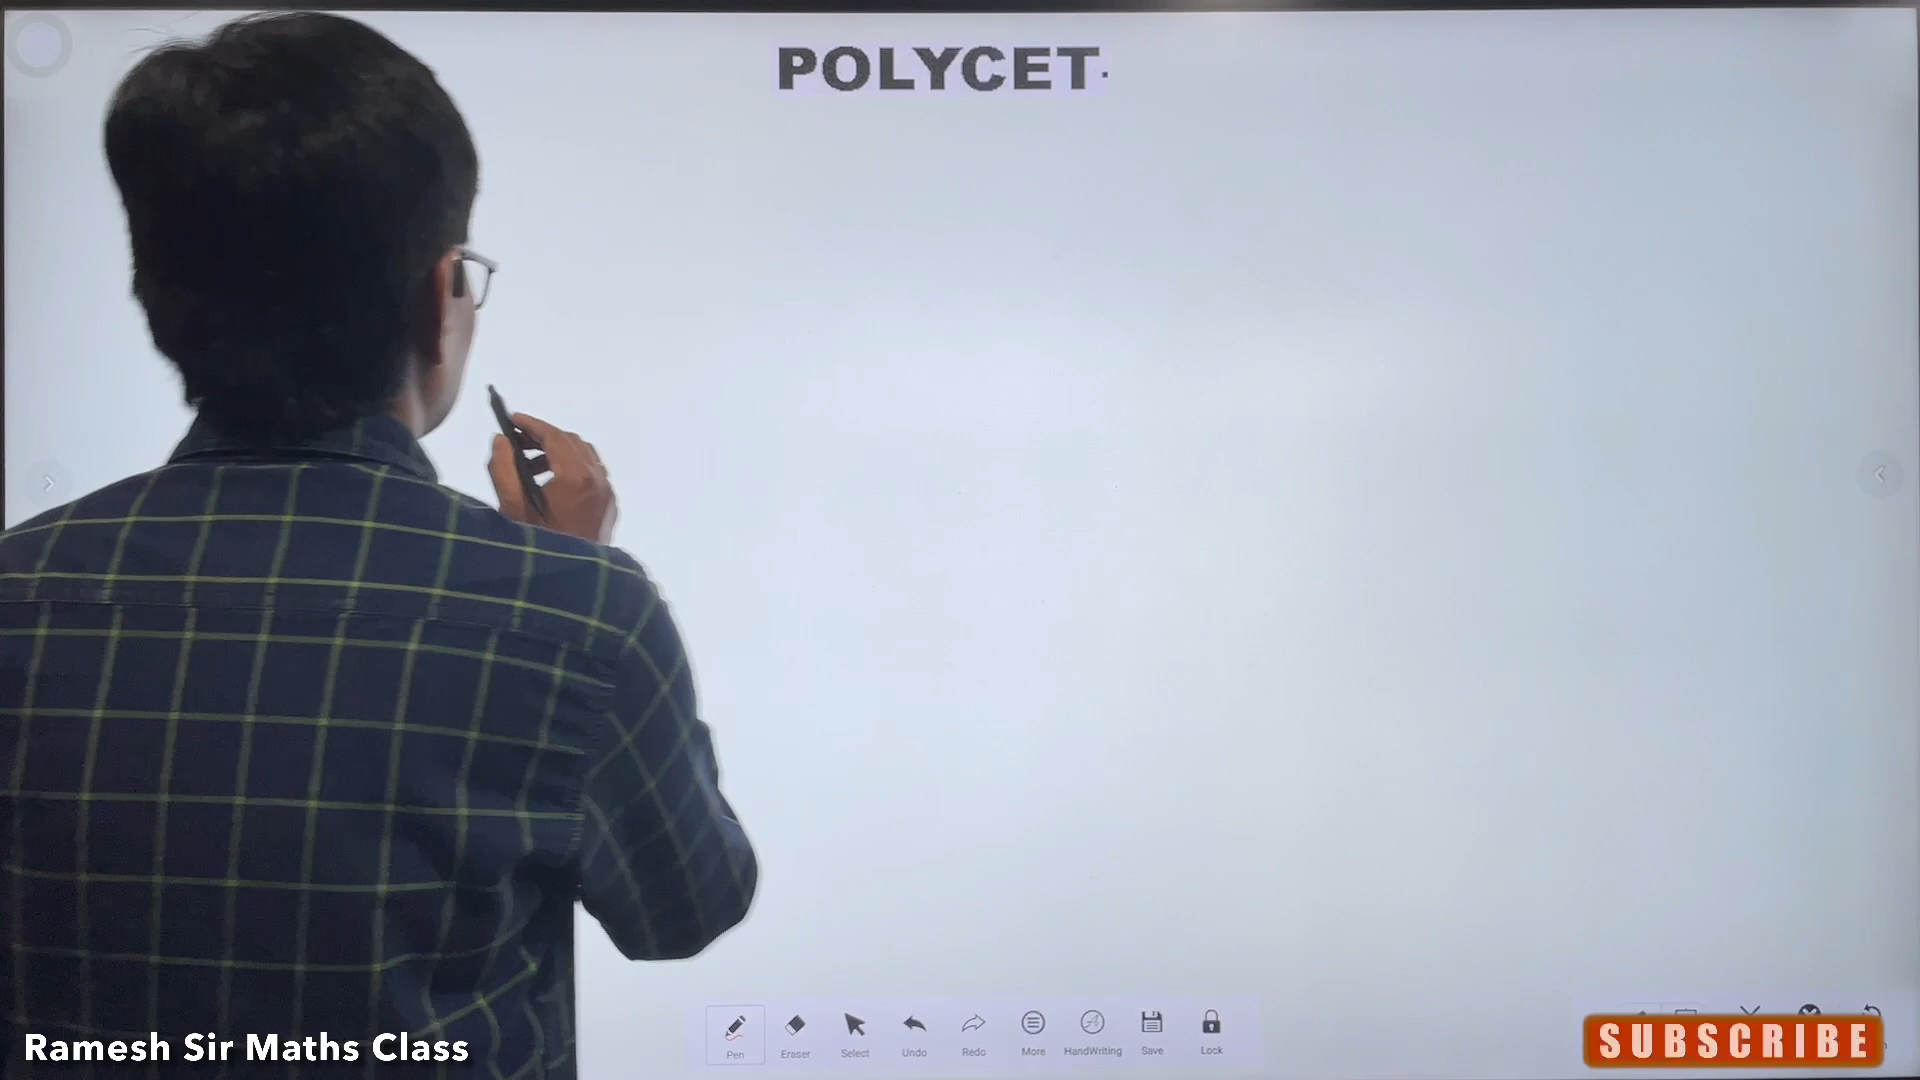 POLYCET.
Pen Eraser Select Undo Redo More HandWriting Save Lock
Ramesh Sir Maths Class
SUBSCRIBE